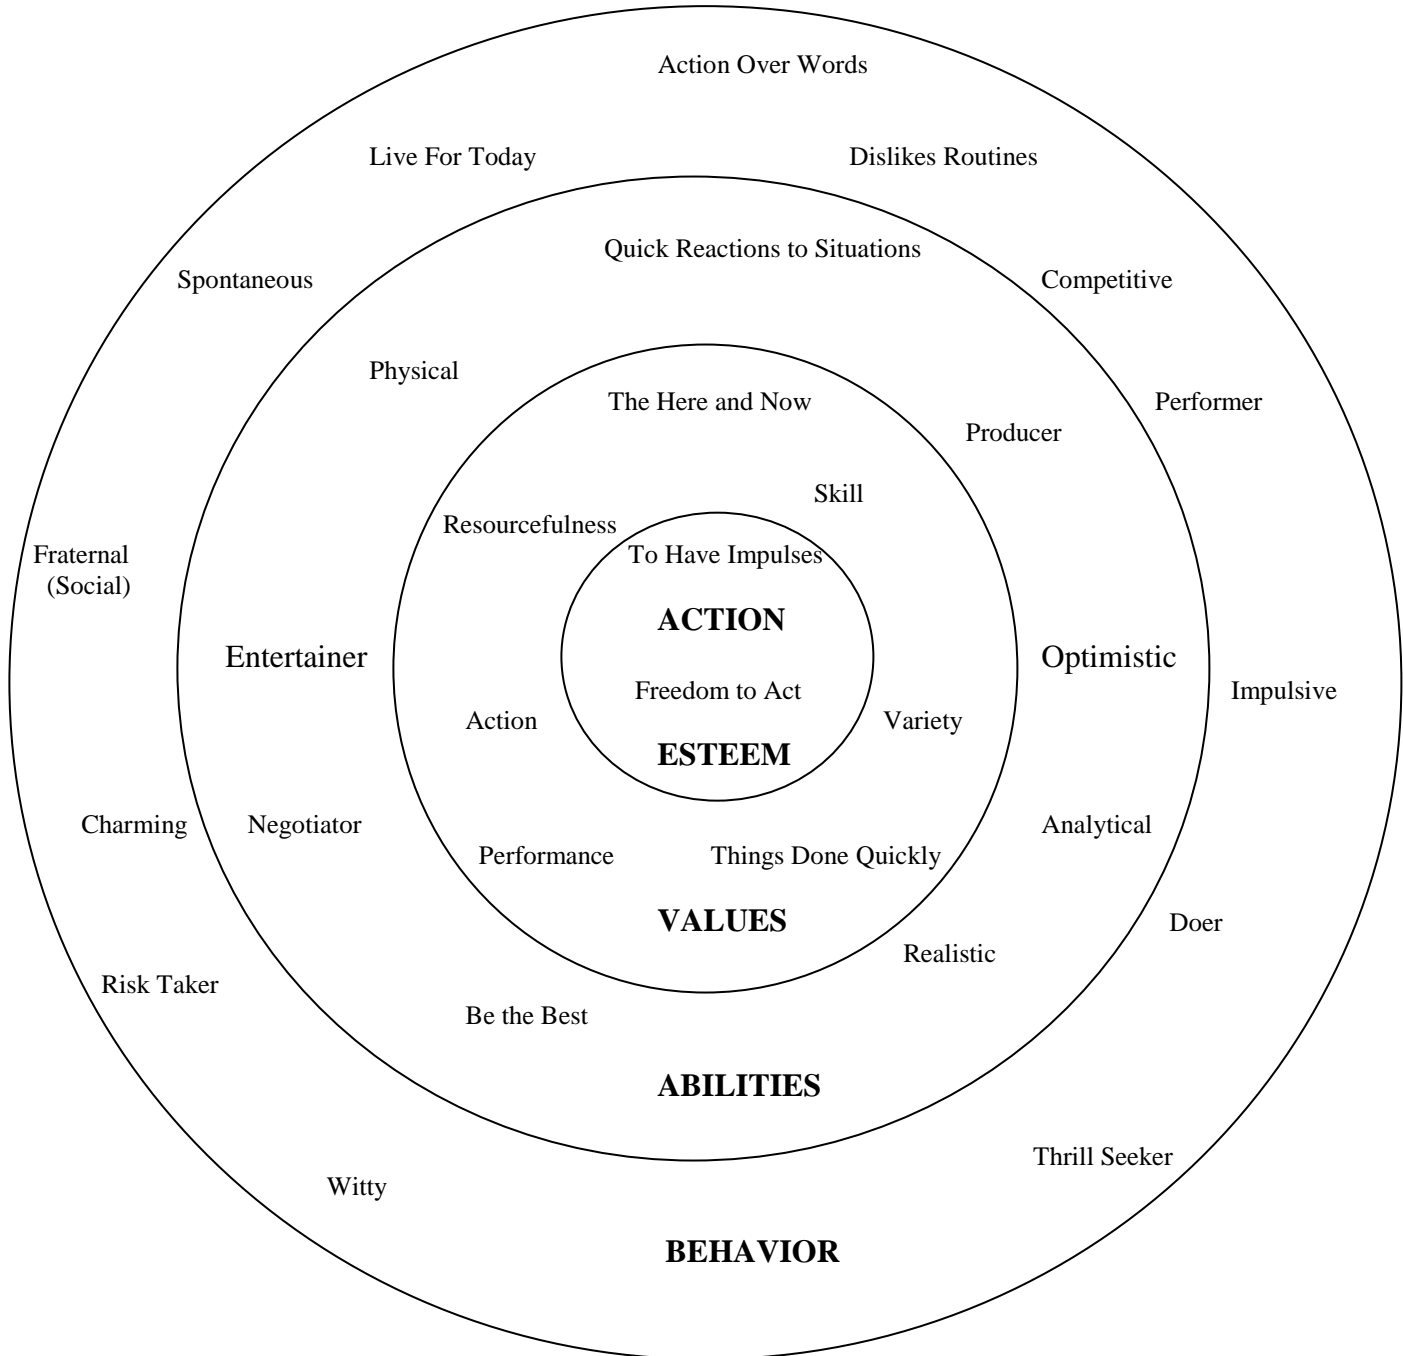 Action Over Words
Live For Today
Dislikes Routines
Quick Reactions to Situations
Spontaneous
Competitive
Physical
The Here and Now
Performer
Producer
Skill
Resourcefulness
To Have Impulses
Fraternal
(Social)
ACTION
Entertainer
Optimistic
Freedom to Act
Impulsive
Action
Variety
ESTEEM
Charming
Negotiator
Analytical
Performance
Things Done Quickly
VALUES
Doer
Realistic
Risk Taker
Be the Best
ABILITIES
Thrill Seeker
Witty
BEHAVIOR